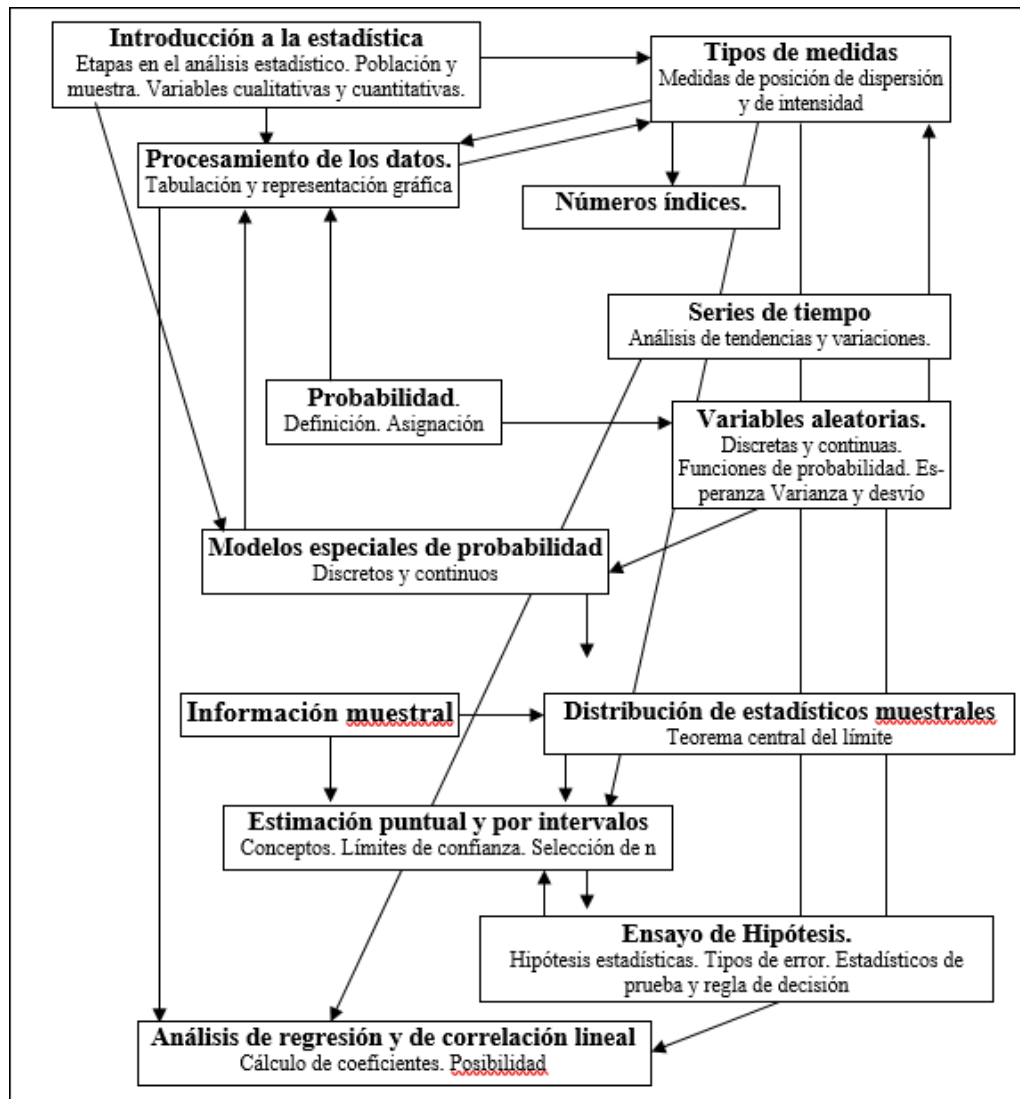 Introducción a la estadística
Etapas en el análisis estadístico. Población y
muestra. Variables cualitativas y cuantitativas.
Tipos de medidas
Medidas de posición de dispersión
y de intensidad
Procesamiento de los datos.
Tabulación y representación gráfica
Números índices.
Series de tiempo
Análisis de tendencias y variaciones.
Probabilidad.
Definición. Asignación
Variables aleatorias.
Discretas y continuas.
Funciones de probabilidad. Es-
peranza Varianza y desvío
Modelos especiales de probabilidad
Discretos y continuos
Información muestral
Distribución de estadísticos muestrales
Teorema central del límite
Estimación puntual y por intervalos
Conceptos. Límites de confianza. Selección de n
Ensayo de Hipótesis.
Hipótesis estadísticas. Tipos de error. Estadísticos de
prueba y regla de decisión
Análisis de regresión y de correlación lineal
Cálculo de coeficientes. Posibilidad